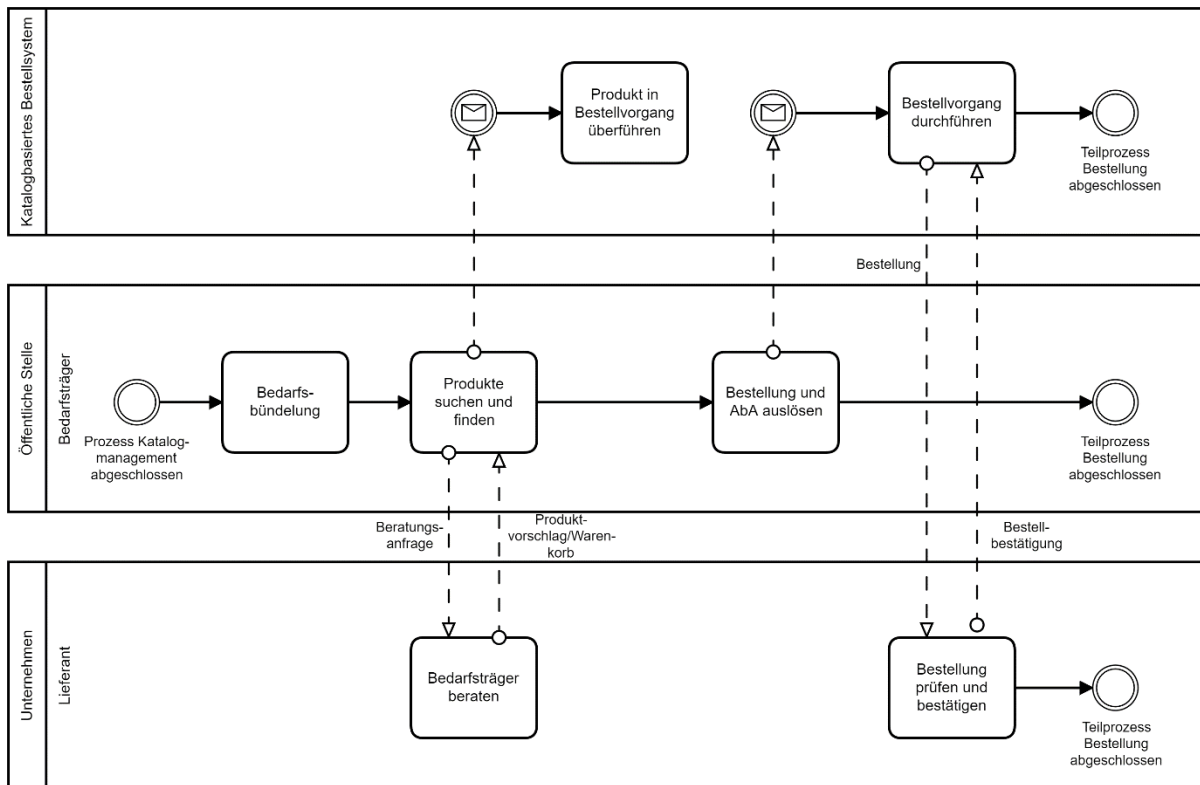 Katalogbasiertes Bestellsystem
Produkt in
Bestellvorgang
überführen
Bestellvorgang
durchführen
Teilprozess
Bestellung
abgeschlossen
Bestellung
Öffentliche Stelle
Bedarfsträger
Prozess Katalog-
management
abgeschlossen
Bedarfs-
bündelung
Produkte
suchen und
finden
Bestellung und
AbA auslösen
Teilprozess
Bestellung
abgeschlossen
Beratungs-
anfrage
Produkt-
vorschlag/Waren-
korb
Bestell-
bestätigung
Unternehmen
Lieferant
Bedarfsträger
beraten
Bestellung
prüfen und
bestätigen
Teilprozess
Bestellung
abgeschlossen